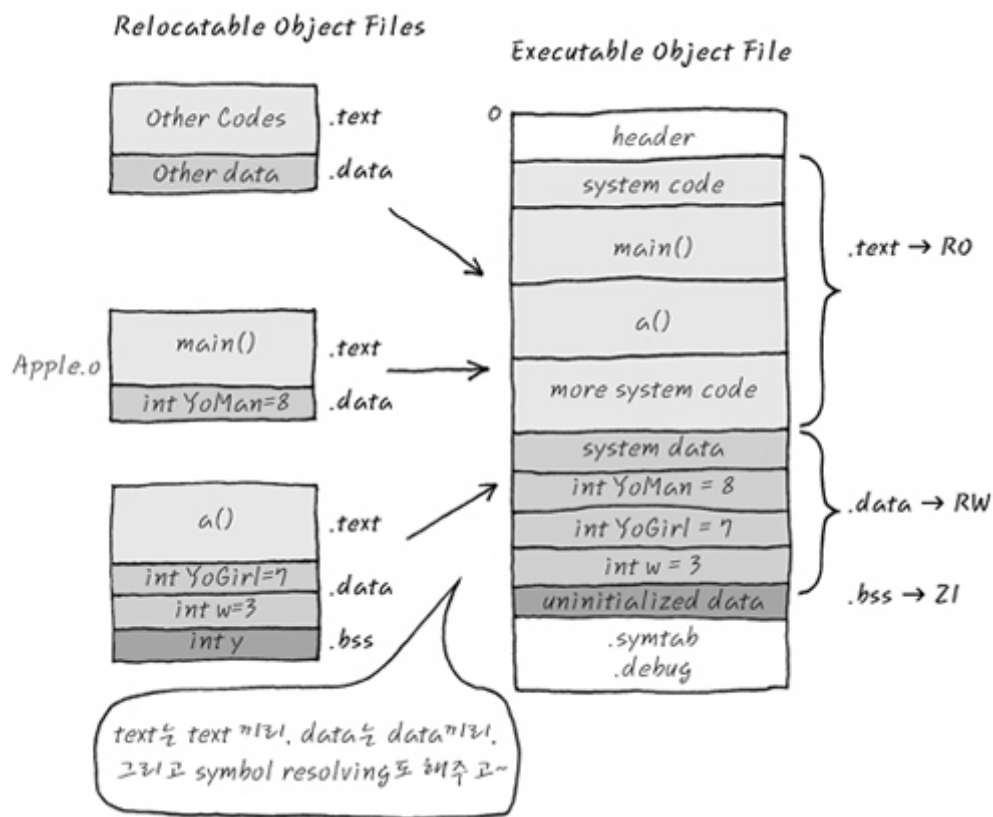 Relocatable Object Files
Other Codes
.text
Other data
.data
Apple.o
main()
.text
int YoMan=8
.data
a()
.text
int YoGirl=7
.data
int w=3
int y
.bss
text는 text 끼리, data는 data끼리,
그리고 symbol resolving도 해주고~
Executable Object File
0
header
system code
main()
a()
more system code
.text → RO
system data
int YoMan = 8
int YoGirl = 7
int w = 3
.data → RW
uninitialized data
.bss → ZI
.symtab
.debug